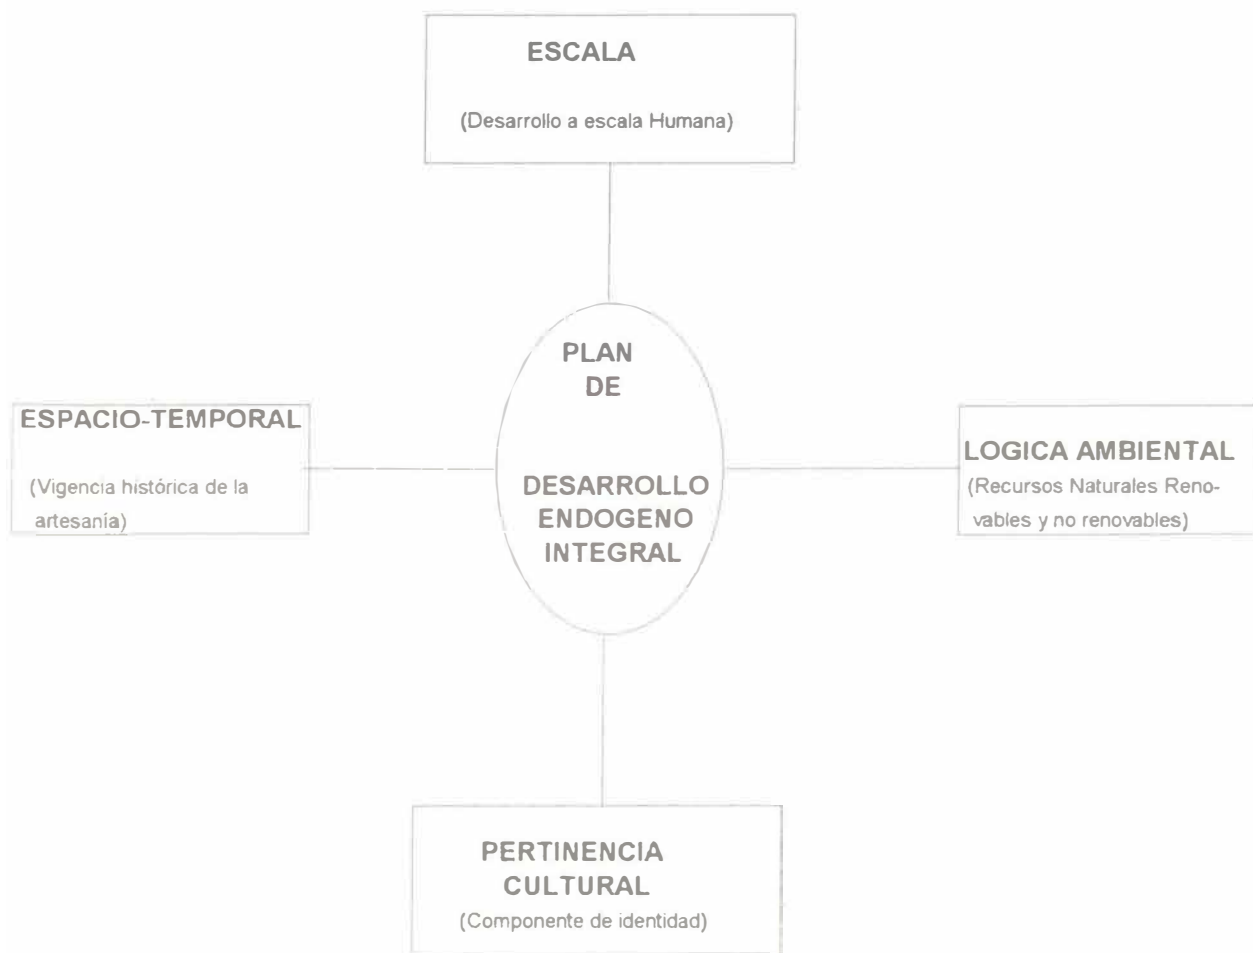 ESCALA
(Desarrollo a escala Humana)
PLAN
DE
DESARROLLO
ENDOGENO
INTEGRAL
ESPACIO-TEMPORAL
(Vigencia histórica de la
artesanía)
LOGICA AMBIENTAL
(Recursos Naturales Reno-
vables y no renovables)
PERTINENCIA
CULTURAL
(Componente de identidad)